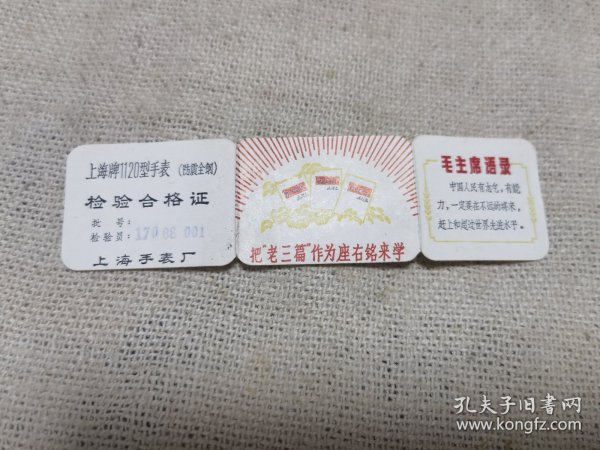 上海牌1120型手表（防震全钢）
检验合格证
批 号：
检验员：17068 001
上海手表厂
把“老三篇”作为座右铭来学
毛主席语录
中国人民有志气，有能
力，一定要在不远的将来，
赶上和超过世界先进水平。
孔夫子旧书网
www.kongfz.com